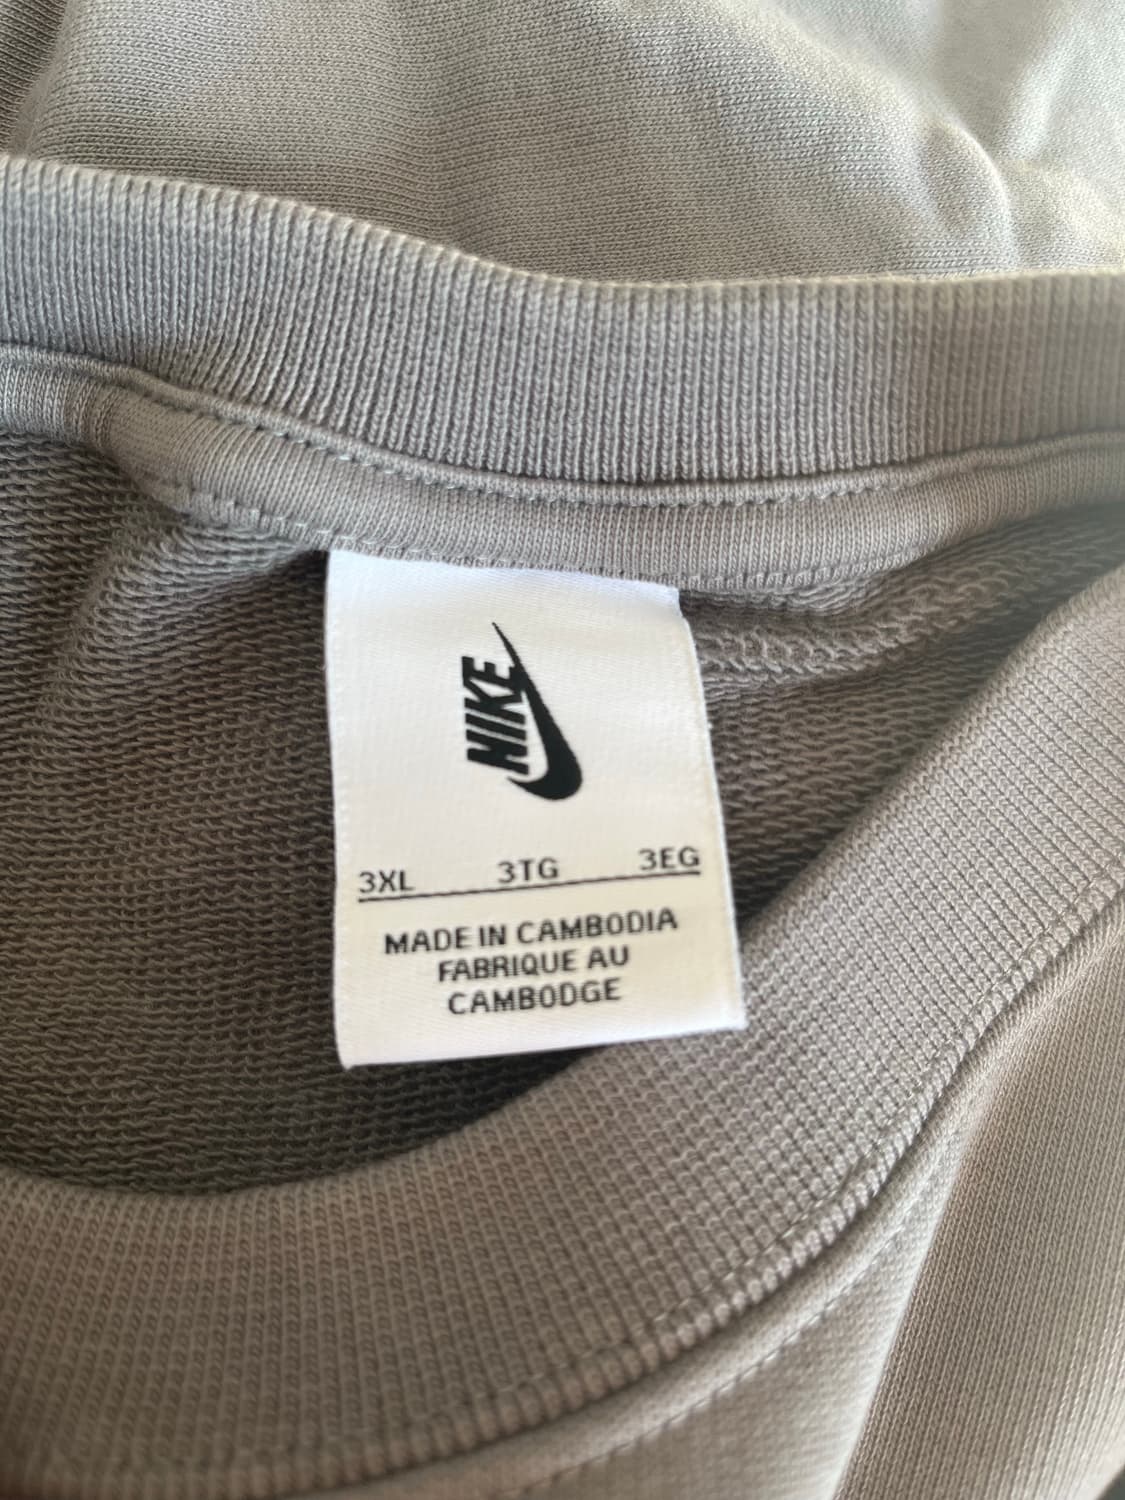 NIKE
3XL 3TG 3EG
MADE IN CAMBODIA
FABRIQUE AU
CAMBODGE